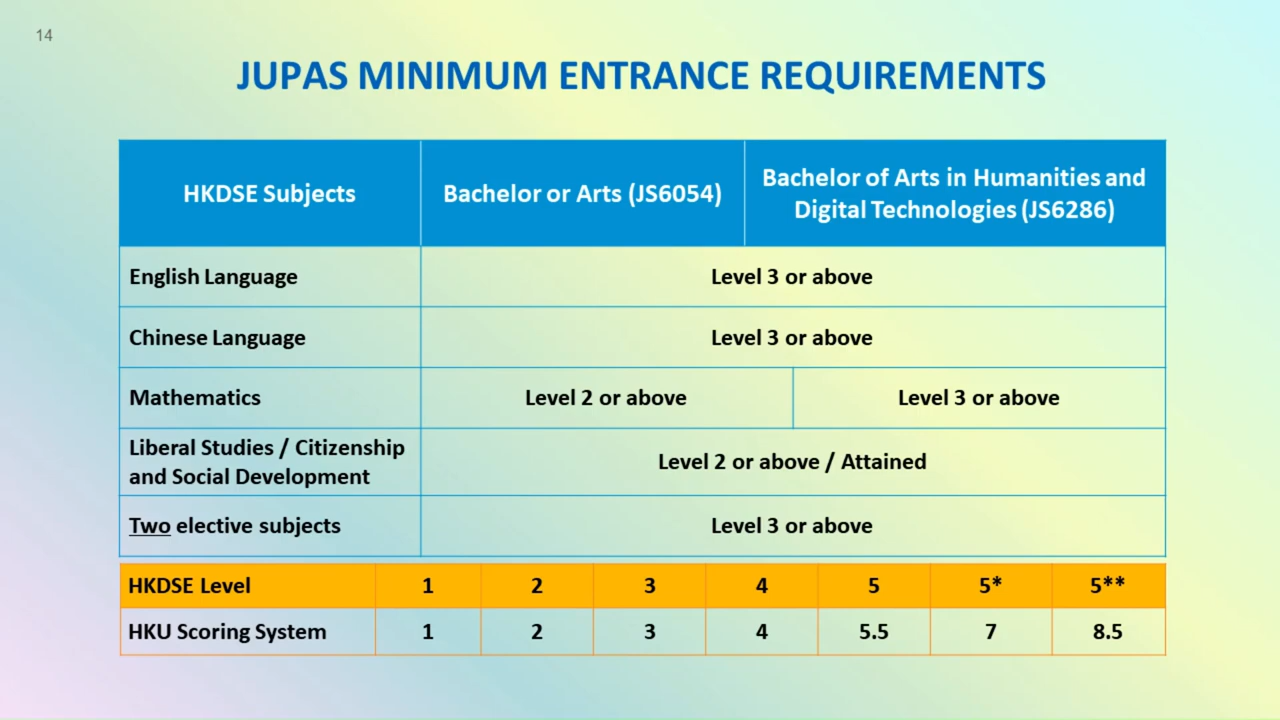 14
JUPAS MINIMUM ENTRANCE REQUIREMENTS
HKDSE Subjects
Bachelor or Arts (JS6054)
Bachelor of Arts in Humanities and
Digital Technologies (JS6286)
English Language
Level 3 or above
Chinese Language
Level 3 or above
Mathematics
Level 2 or above
Level 3 or above
Liberal Studies / Citizenship
and Social Development
Level 2 or above / Attained
Two elective subjects
Level 3 or above
HKDSE Level 1 2 3 4 5 5* 5**
HKU Scoring System 1 2 3 4 5.5 7 8.5